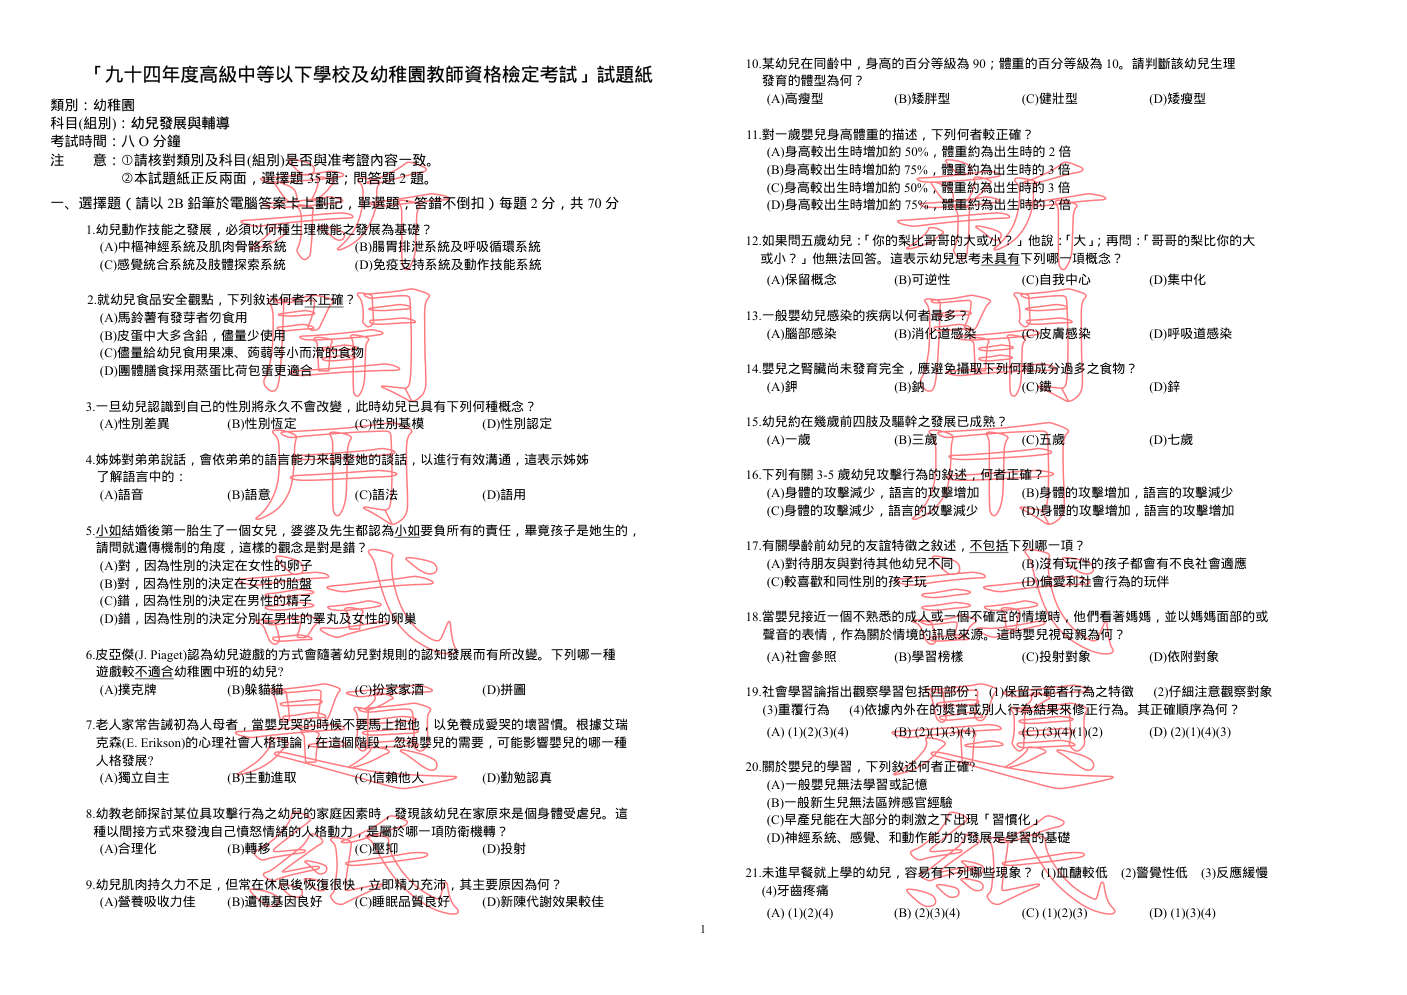 「九十四年度高級中等以下學校及幼稚園教師資格檢定考試」試題紙
類別：幼稚園
科目(組別)：幼兒發展與輔導
考試時間：八 O 分鐘
注　　意：①請核對類別及科目(組別)是否與准考證內容一致。
②本試題紙正反兩面，選擇題 35 題；問答題 2 題。
一、選擇題（請以 2B 鉛筆於電腦答案卡上劃記，單選題；答錯不倒扣）每題 2 分，共 70 分
1.幼兒動作技能之發展，必須以何種生理機能之發展為基礎？
(A)中樞神經系統及肌肉骨骼系統 (B)腸胃排泄系統及呼吸循環系統
(C)感覺統合系統及肢體探索系統 (D)免疫支持系統及動作技能系統
2.就幼兒食品安全觀點，下列敘述何者不正確？
(A)馬鈴薯有發芽者勿食用
(B)皮蛋中大多含鉛，儘量少使用
(C)儘量給幼兒食用果凍、蒟蒻等小而滑的食物
(D)團體膳食採用蒸蛋比荷包蛋更適合
3.一旦幼兒認識到自己的性別將永久不會改變，此時幼兒已具有下列何種概念？
(A)性別差異 (B)性別恆定 (C)性別基模 (D)性別認定
4.姊姊對弟弟說話，會依弟弟的語言能力來調整她的談話，以進行有效溝通，這表示姊姊
了解語言中的：
(A)語音 (B)語意 (C)語法 (D)語用
5.小如結婚後第一胎生了一個女兒，婆婆及先生都認為小如要負所有的責任，畢竟孩子是她生的，
請問就遺傳機制的角度，這樣的觀念是對是錯？
(A)對，因為性別的決定在女性的卵子
(B)對，因為性別的決定在女性的胎盤
(C)錯，因為性別的決定在男性的精子
(D)錯，因為性別的決定分別在男性的睪丸及女性的卵巢
6.皮亞傑(J. Piaget)認為幼兒遊戲的方式會隨著幼兒對規則的認知發展而有所改變。下列哪一種
遊戲較不適合幼稚園中班的幼兒?
(A)撲克牌 (B)躲貓貓 (C)扮家家酒 (D)拼圖
7.老人家常告誡初為人母者，當嬰兒哭的時候不要馬上抱他，以免養成愛哭的壞習慣。根據艾瑞
克森(E. Erikson)的心理社會人格理論，在這個階段，忽視嬰兒的需要，可能影響嬰兒的哪一種
人格發展?
(A)獨立自主 (B)主動進取 (C)信賴他人 (D)勤勉認真
8.幼教老師探討某位具攻擊行為之幼兒的家庭因素時，發現該幼兒在家原來是個身體受虐兒。這
種以間接方式來發洩自己憤怒情緒的人格動力，是屬於哪一項防衛機轉？
(A)合理化 (B)轉移 (C)壓抑 (D)投射
9.幼兒肌肉持久力不足，但常在休息後恢復很快，立即精力充沛，其主要原因為何？
(A)營養吸收力佳 (B)遺傳基因良好 (C)睡眠品質良好 (D)新陳代謝效果較佳
10.某幼兒在同齡中，身高的百分等級為 90；體重的百分等級為 10。請判斷該幼兒生理
發育的體型為何？
(A)高瘦型 (B)矮胖型 (C)健壯型 (D)矮瘦型
11.對一歲嬰兒身高體重的描述，下列何者較正確？
(A)身高較出生時增加約 50%，體重約為出生時的 2 倍
(B)身高較出生時增加約 75%，體重約為出生時的 3 倍
(C)身高較出生時增加約 50%，體重約為出生時的 3 倍
(D)身高較出生時增加約 75%，體重約為出生時的 2 倍
12.如果問五歲幼兒：「你的梨比哥哥的大或小？」他說：「大」；再問：「哥哥的梨比你的大
或小？」他無法回答。這表示幼兒思考未具有下列哪一項概念？
(A)保留概念 (B)可逆性 (C)自我中心 (D)集中化
13.一般嬰幼兒感染的疾病以何者最多？
(A)腦部感染 (B)消化道感染 (C)皮膚感染 (D)呼吸道感染
14.嬰兒之腎臟尚未發育完全，應避免攝取下列何種成分過多之食物？
(A)鉀 (B)鈉 (C)鐵 (D)鋅
15.幼兒約在幾歲前四肢及驅幹之發展已成熟？
(A)一歲 (B)三歲 (C)五歲 (D)七歲
16.下列有關 3-5 歲幼兒攻擊行為的敘述，何者正確？
(A)身體的攻擊減少，語言的攻擊增加 (B)身體的攻擊增加，語言的攻擊減少
(C)身體的攻擊減少，語言的攻擊減少 (D)身體的攻擊增加，語言的攻擊增加
17.有關學齡前幼兒的友誼特徵之敘述，不包括下列哪一項？
(A)對待朋友與對待其他幼兒不同 (B)沒有玩伴的孩子都會有不良社會適應
(C)較喜歡和同性別的孩子玩 (D)偏愛利社會行為的玩伴
18.當嬰兒接近一個不熟悉的成人或一個不確定的情境時，他們看著媽媽，並以媽媽面部的或
聲音的表情，作為關於情境的訊息來源。這時嬰兒視母親為何？
(A)社會參照 (B)學習榜樣 (C)投射對象 (D)依附對象
19.社會學習論指出觀察學習包括四部份： (1)保留示範者行為之特徵 (2)仔細注意觀察對象
(3)重覆行為 (4)依據內外在的獎賞或別人行為結果來修正行為。其正確順序為何？
(A) (1)(2)(3)(4) (B) (2)(1)(3)(4) (C) (3)(4)(1)(2) (D) (2)(1)(4)(3)
20.關於嬰兒的學習，下列敘述何者正確?
(A)一般嬰兒無法學習或記憶
(B)一般新生兒無法區辨感官經驗
(C)早產兒能在大部分的刺激之下出現「習慣化」
(D)神經系統、感覺、和動作能力的發展是學習的基礎
21.未進早餐就上學的幼兒，容易有下列哪些現象？ (1)血醣較低 (2)警覺性低 (3)反應緩慢
(4)牙齒疼痛
(A) (1)(2)(4) (B) (2)(3)(4) (C) (1)(2)(3) (D) (1)(3)(4)
1
新聞用試題紙
新聞用試題紙